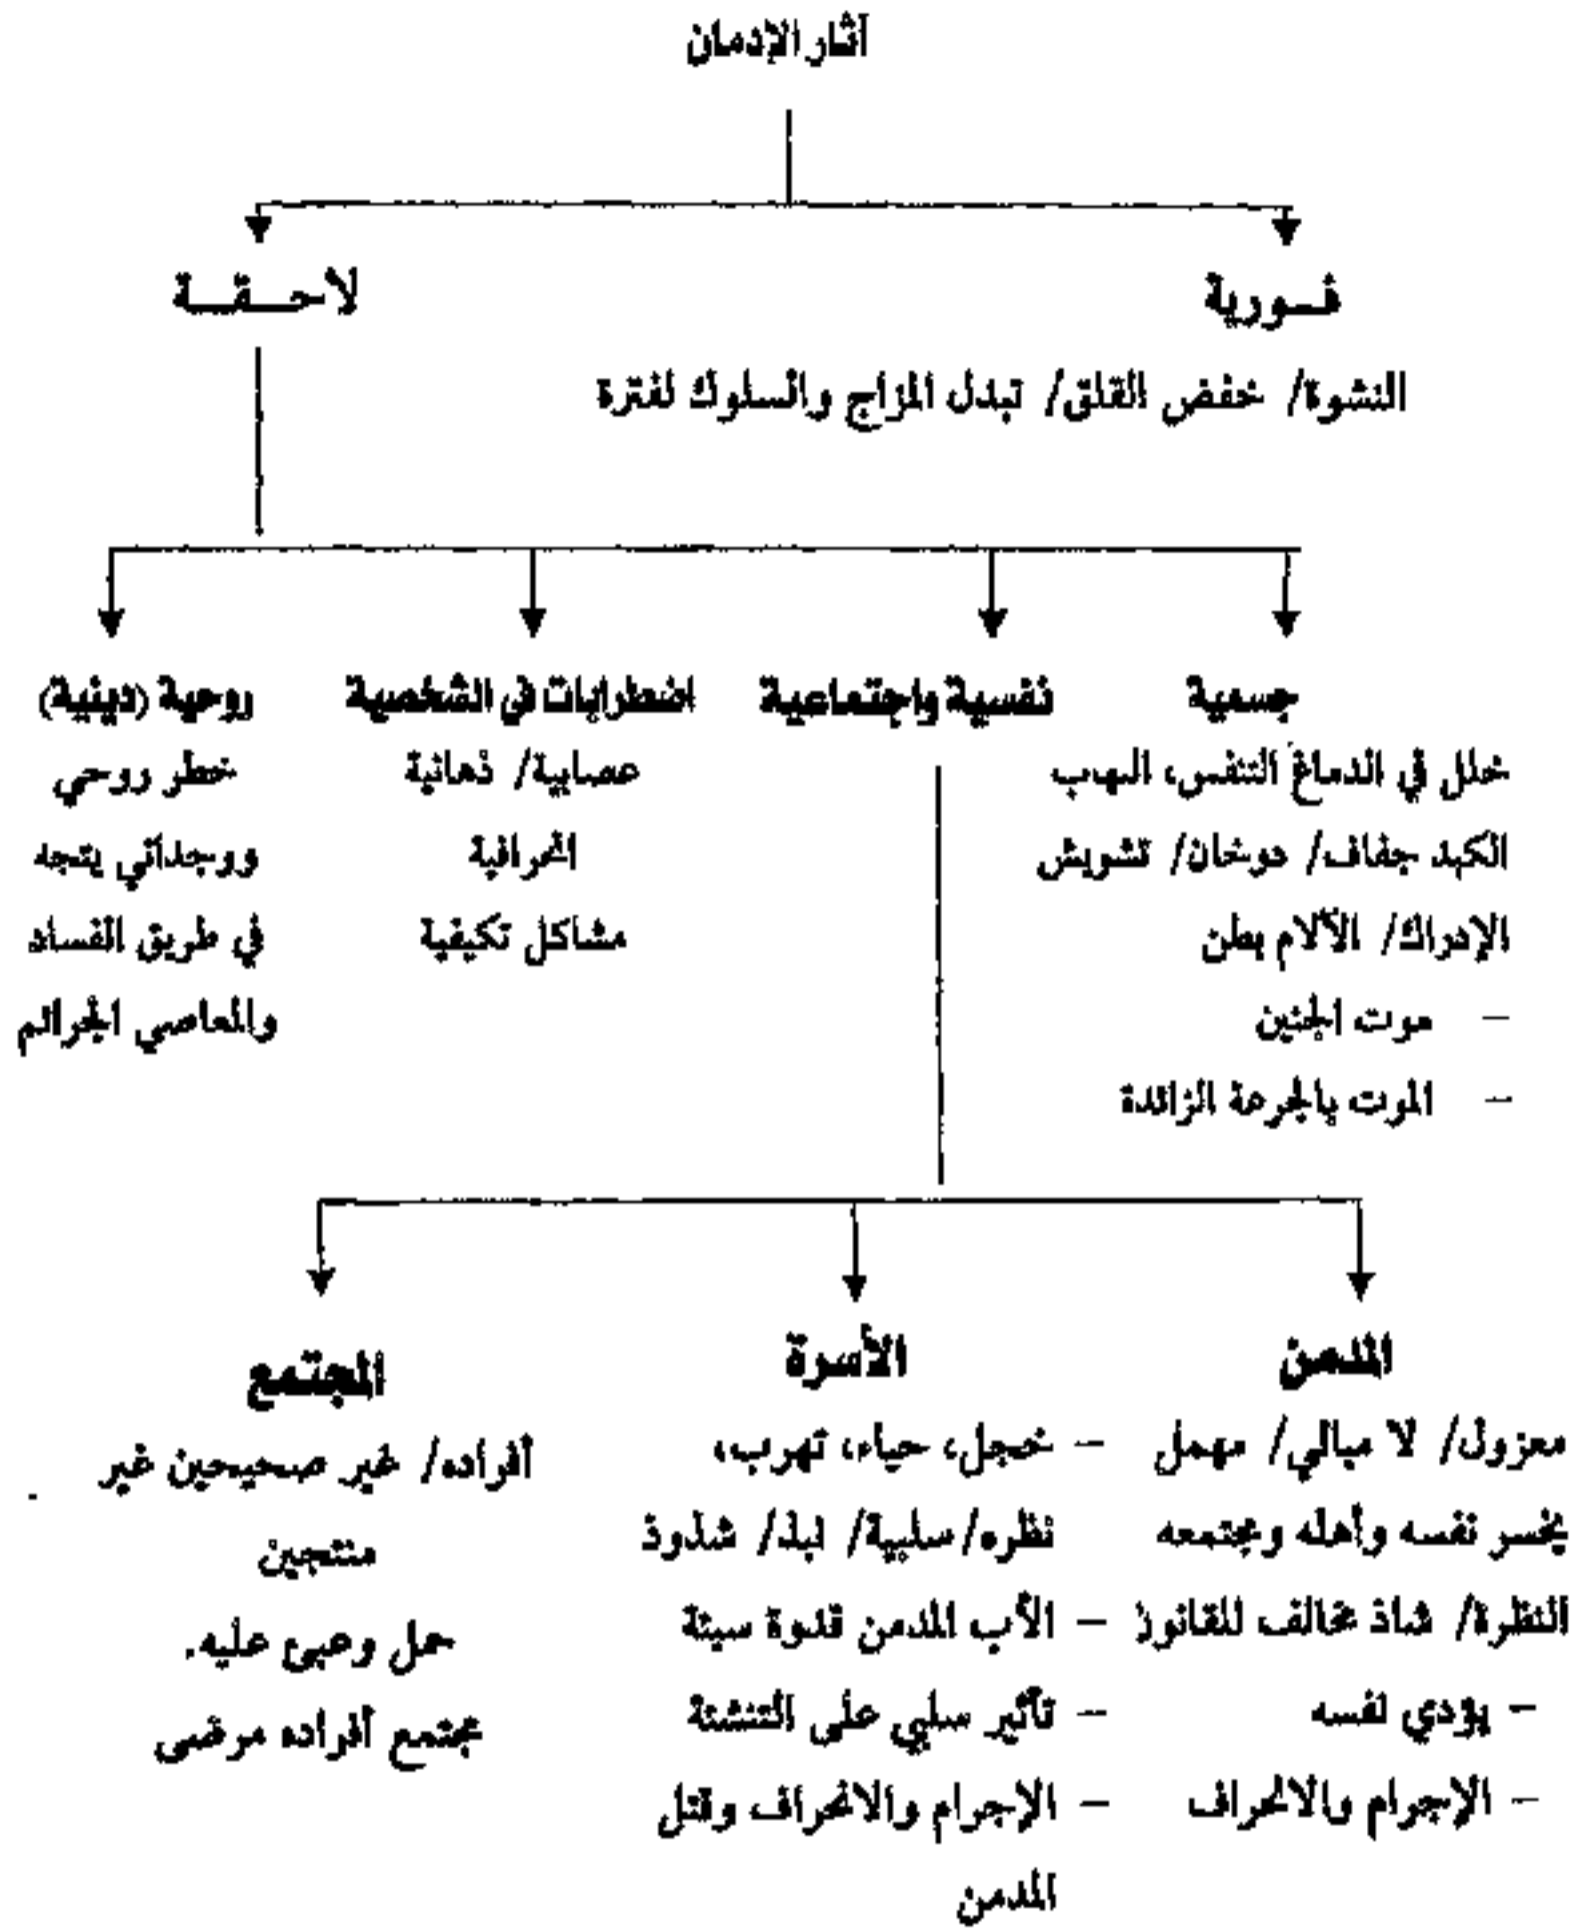 آثار الإدمان
فورية
لاحقة
النشوة/ خفض القلق/ تبدل المزاج والسلوك لفترة
جسمية
خلل في الدماغ التنفس، التهاب
الكبد جفاف/ دوخان/ تشويش
الإدراك/ الآلام بطن
- موت الجنين
- الموت بالجرعة الزائدة
نفسية واجتماعية
اضطرابات في الشخصية
عصابية/ ذهانية
انحرافية
مشاكل تكيفية
روحية (دينية)
خطر روحي
ووجداني يتجه
في طريق الفساد
والمعاصي الجرائم
المدمن
معزول/ لا مبالي/ مهمل
يخسر نفسه وأهله ومجتمعه
النظرة/ شاذ مخالف للقانون
- يؤدي نفسه
- الإجرام والانحراف
الأسرة
- خجل، حياء، تهرب،
نظره/ سلبية/ نبذ/ شذوذ
- الأب المدمن قدوة سيئة
- تأثير سلبي على التنشئة
- الإجرام والانحراف وقتل
المدمن
المجتمع
أفراده/ غير صحيحين غير
منتجين
حمل وعبئ عليه.
مجتمع أفراده مرضى